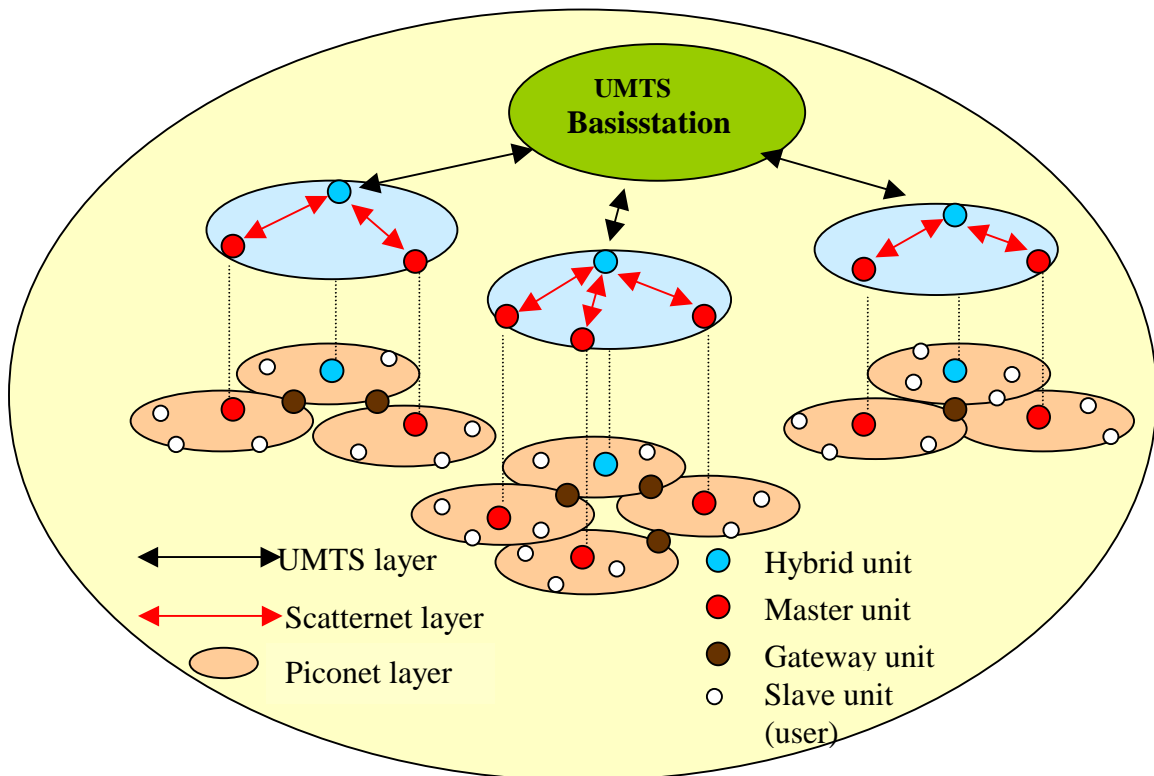 UMTS
Basisstation
UMTS layer
Scatternet layer
Piconet layer
Hybrid unit
Master unit
Gateway unit
Slave unit
(user)